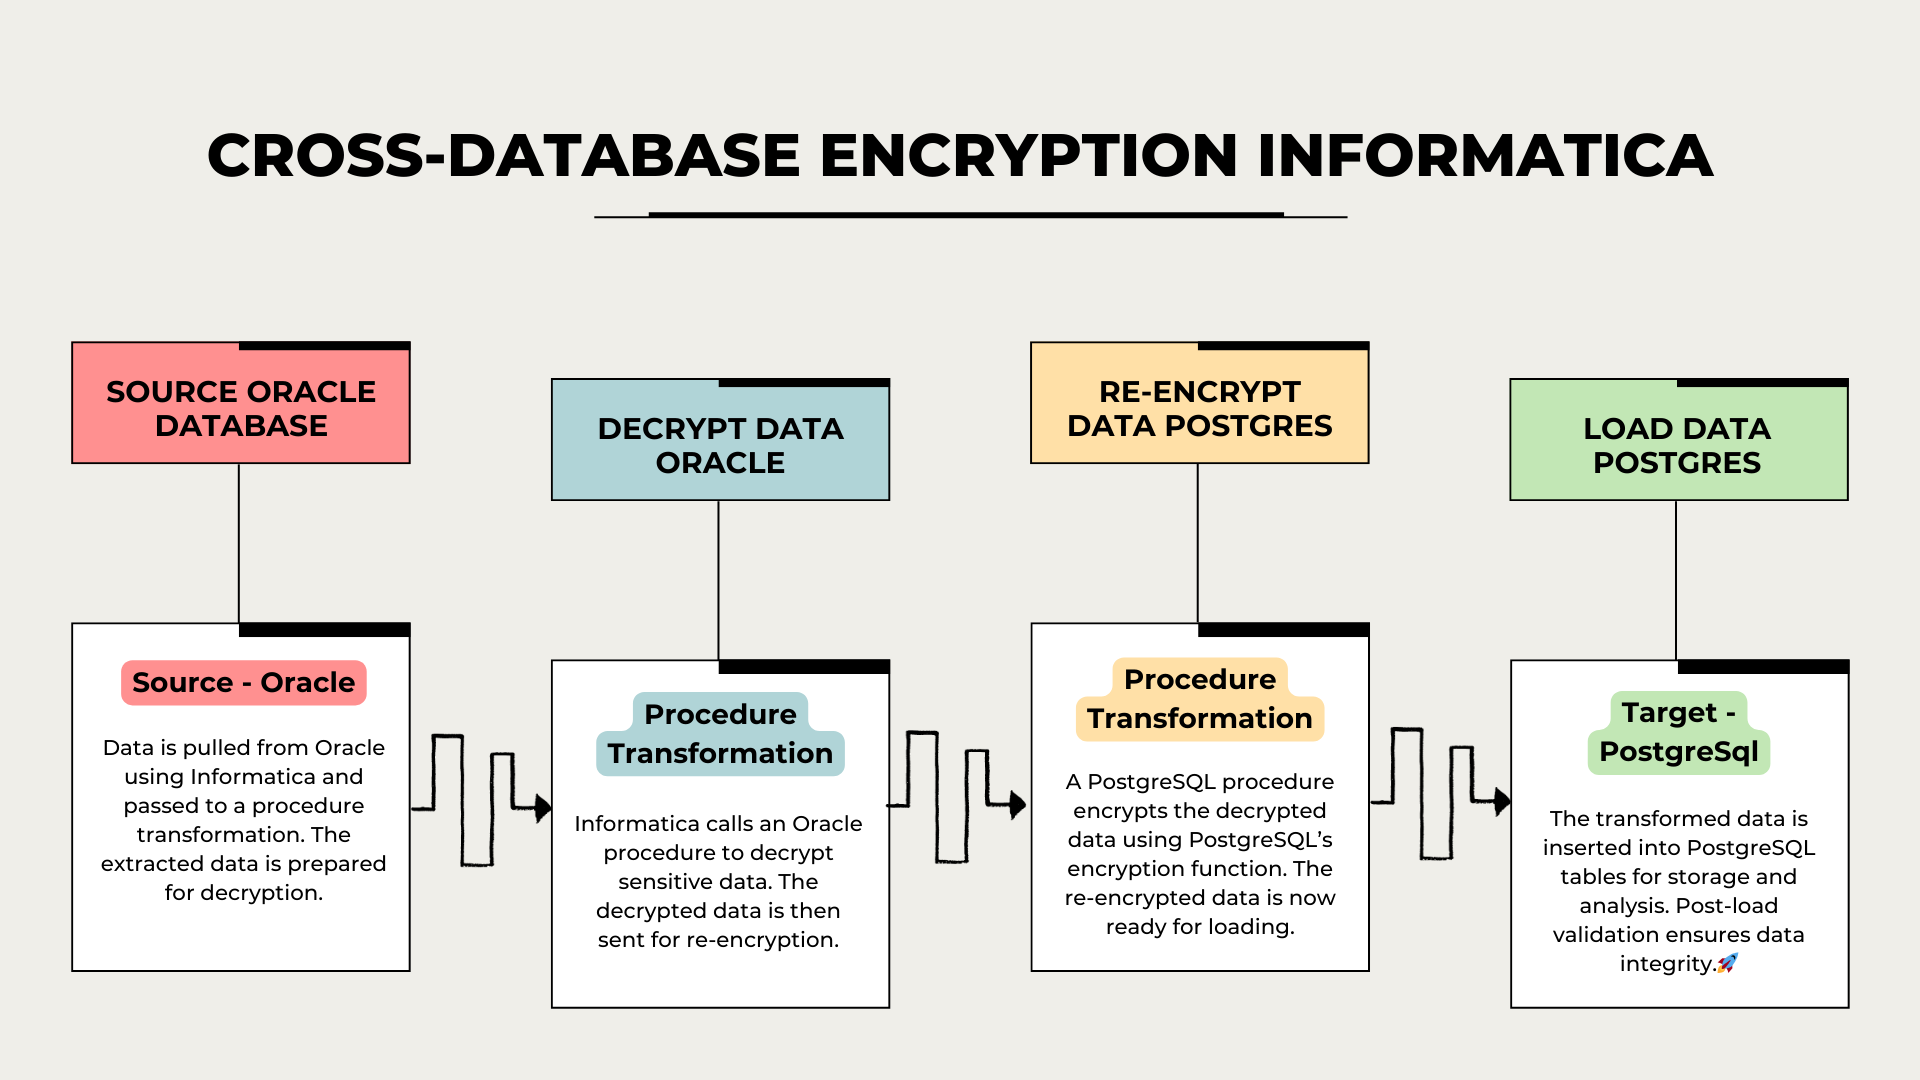 CROSS-DATABASE ENCRYPTION INFORMATICA
SOURCE ORACLE
DATABASE
DECRYPT DATA
ORACLE
RE-ENCRYPT
DATA POSTGRES
LOAD DATA
POSTGRES
Source - Oracle
Data is pulled from Oracle
using Informatica and
passed to a procedure
transformation. The
extracted data is prepared
for decryption.
Procedure
Transformation
Informatica calls an Oracle
procedure to decrypt
sensitive data. The
decrypted data is then
sent for re-encryption.
Procedure
Transformation
A PostgreSQL procedure
encrypts the decrypted
data using PostgreSQL’s
encryption function. The
re-encrypted data is now
ready for loading.
Target -
PostgreSql
The transformed data is
inserted into PostgreSQL
tables for storage and
analysis. Post-load
validation ensures data
integrity.🚀